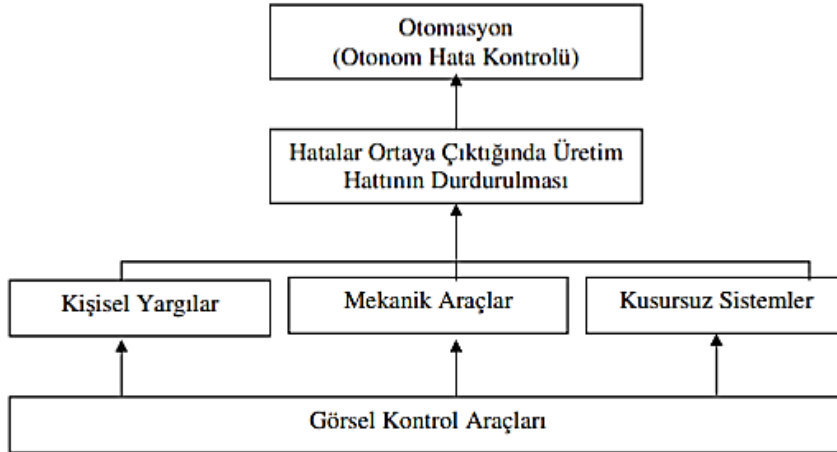 Otomasyon
(Otonom Hata Kontrolü)
Hatalar Ortaya Çıktığında Üretim
Hattının Durdurulması
Kişisel Yargılar
Mekanik Araçlar
Kusursuz Sistemler
Görsel Kontrol Araçları